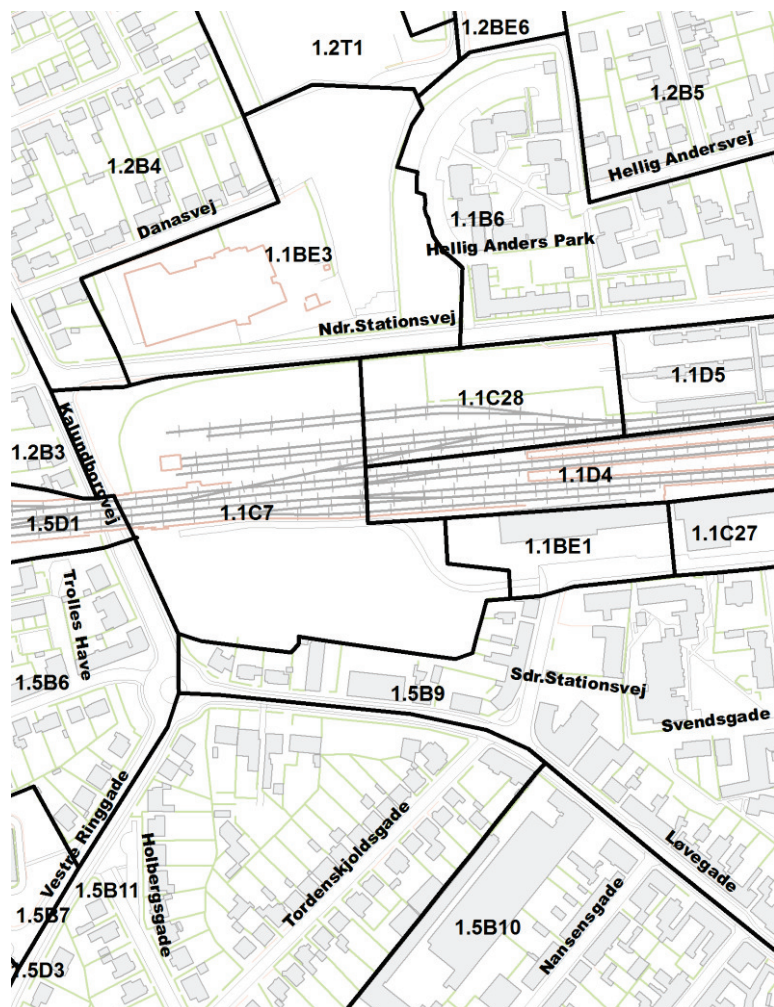 1.2T1
1.2BE6
1.2B5
Hellig Andersvej
1.2B4
Danasvej
1.1B6
Hellig Anders Park
1.1BE3
Ndr.Stationsvej
1.1D5
1.1C28
Kalundborgvej
1.2B3
1.1D4
1.5D1
1.1C7
1.1BE1
1.1C27
Trolles Have
1.5B6
Sdr.Stationsvej
1.5B9
Svendsgade
Vestre Ringgade
Holbergsgade
Tordenskjoldsgade
Løvegade
1.5B11
1.5B7
1.5B10
Nansensgade
7.5D3